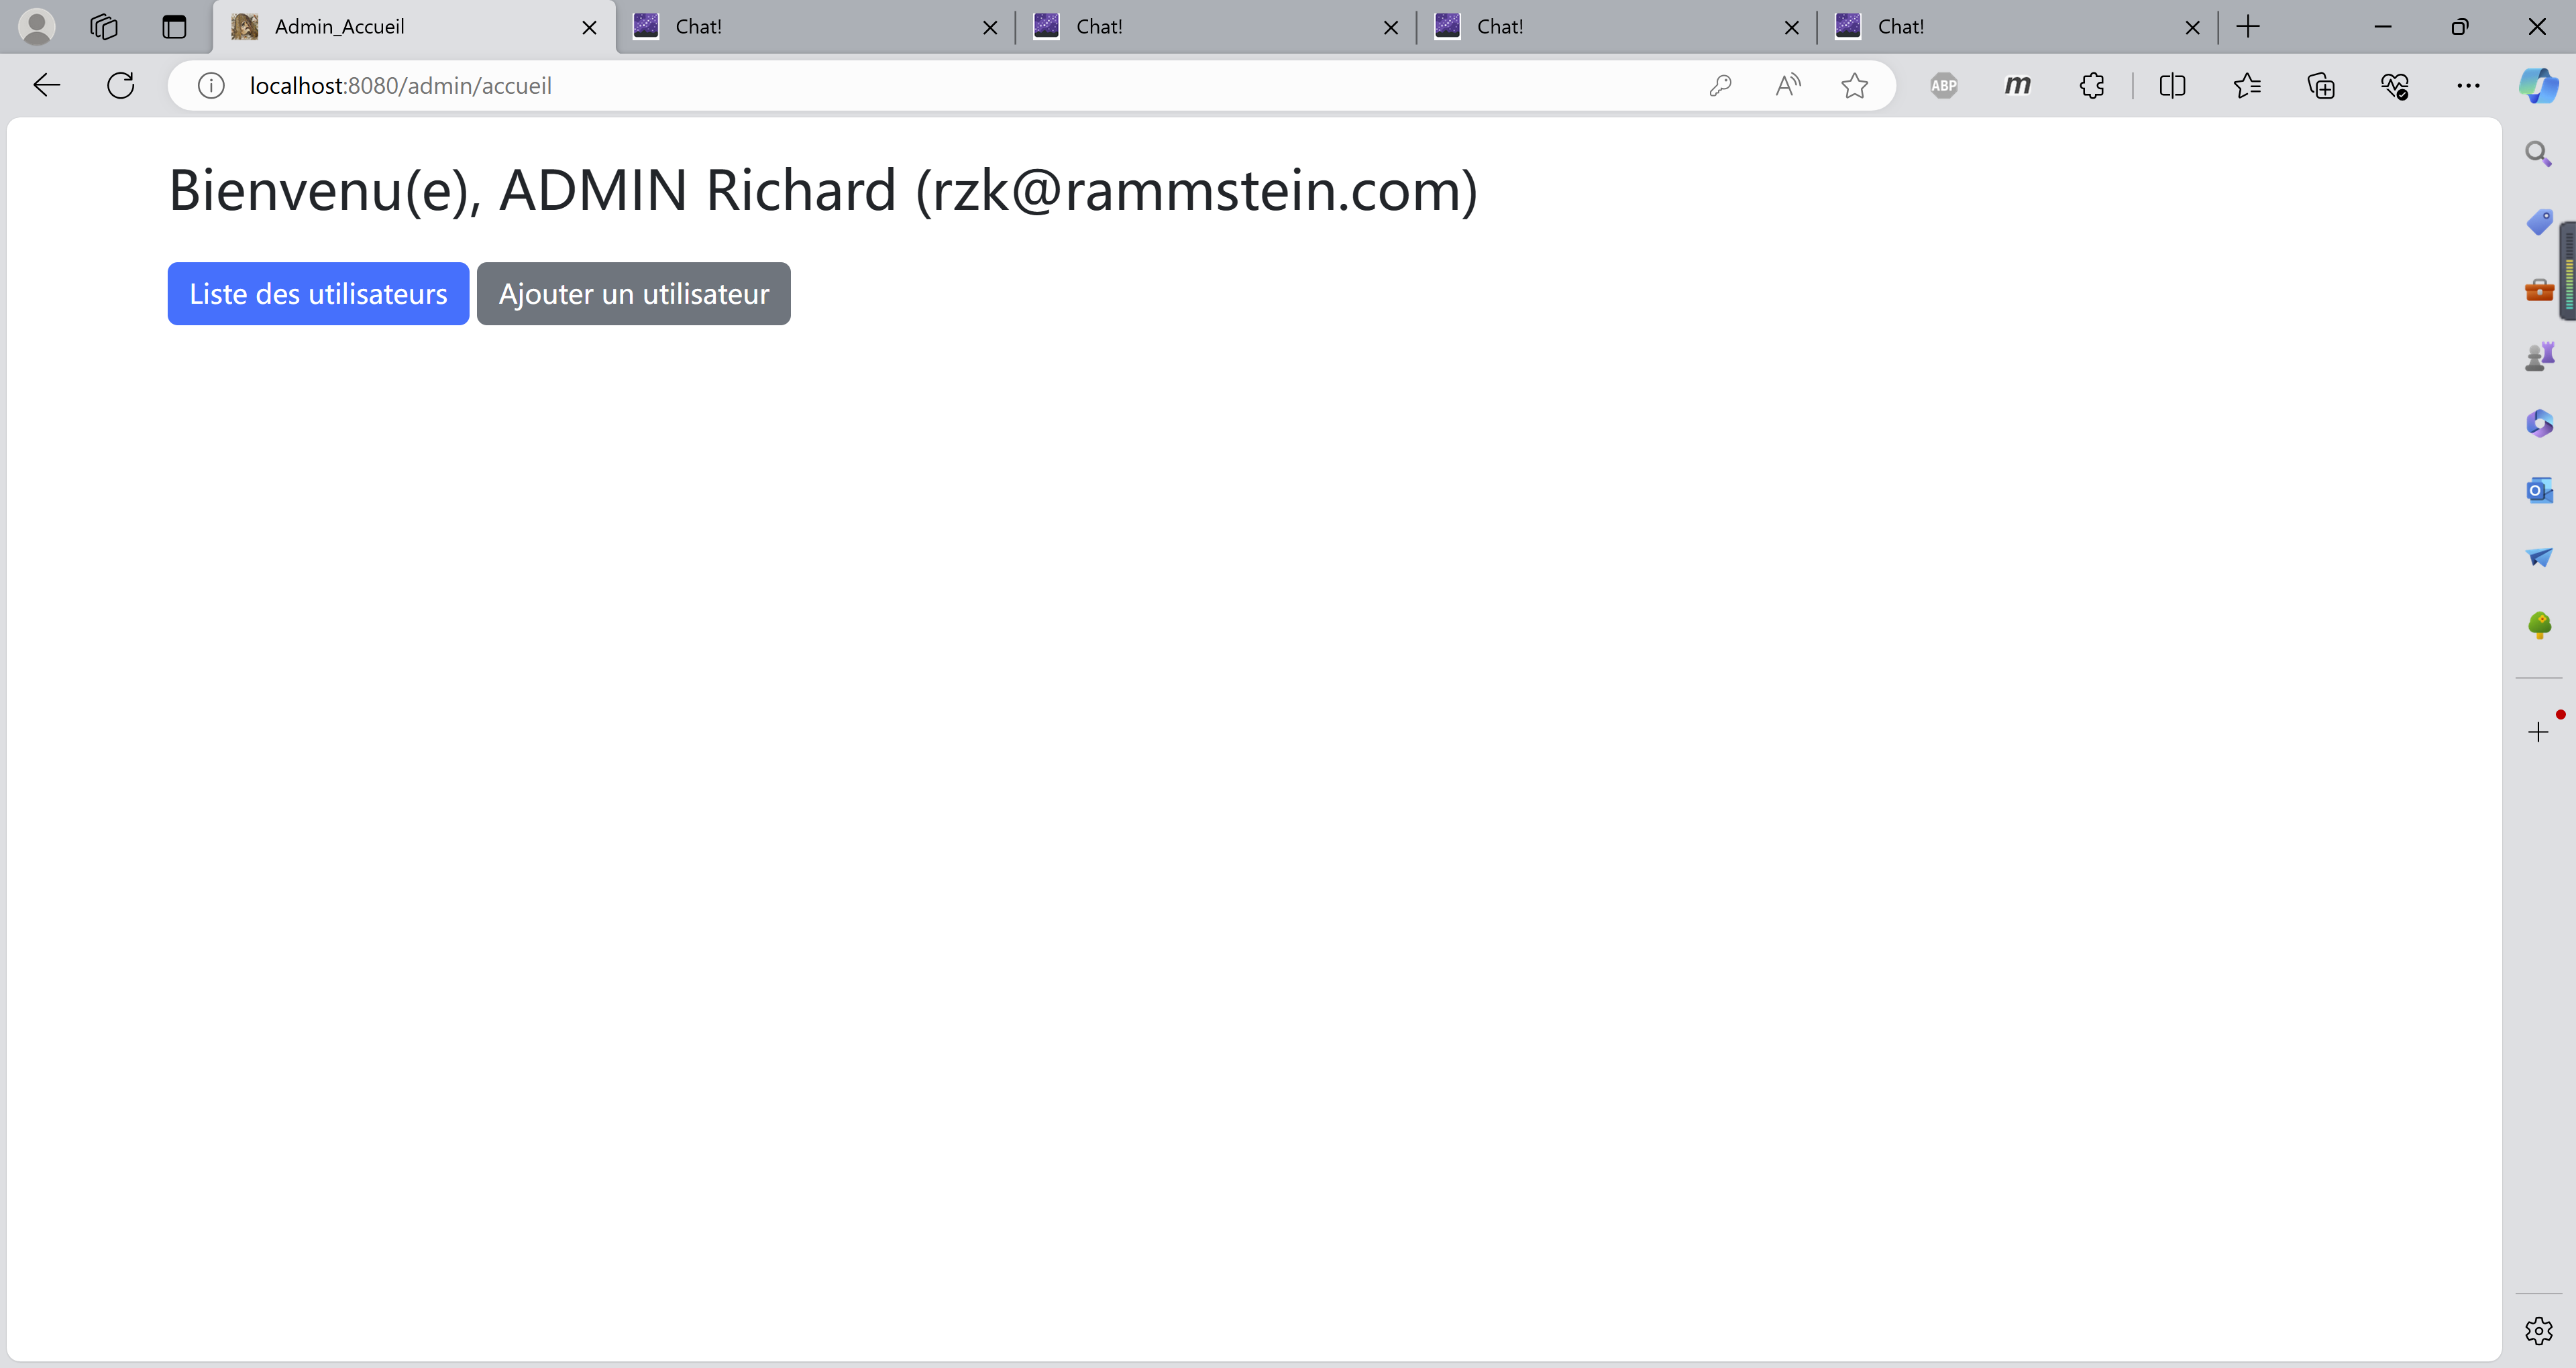 Admin_Accueil
Chat!
Chat!
Chat!
Chat!
localhost:8080/admin/accueil
ABP
m
Bienvenu(e), ADMIN Richard (rzk@rammstein.com)
Liste des utilisateurs
Ajouter un utilisateur